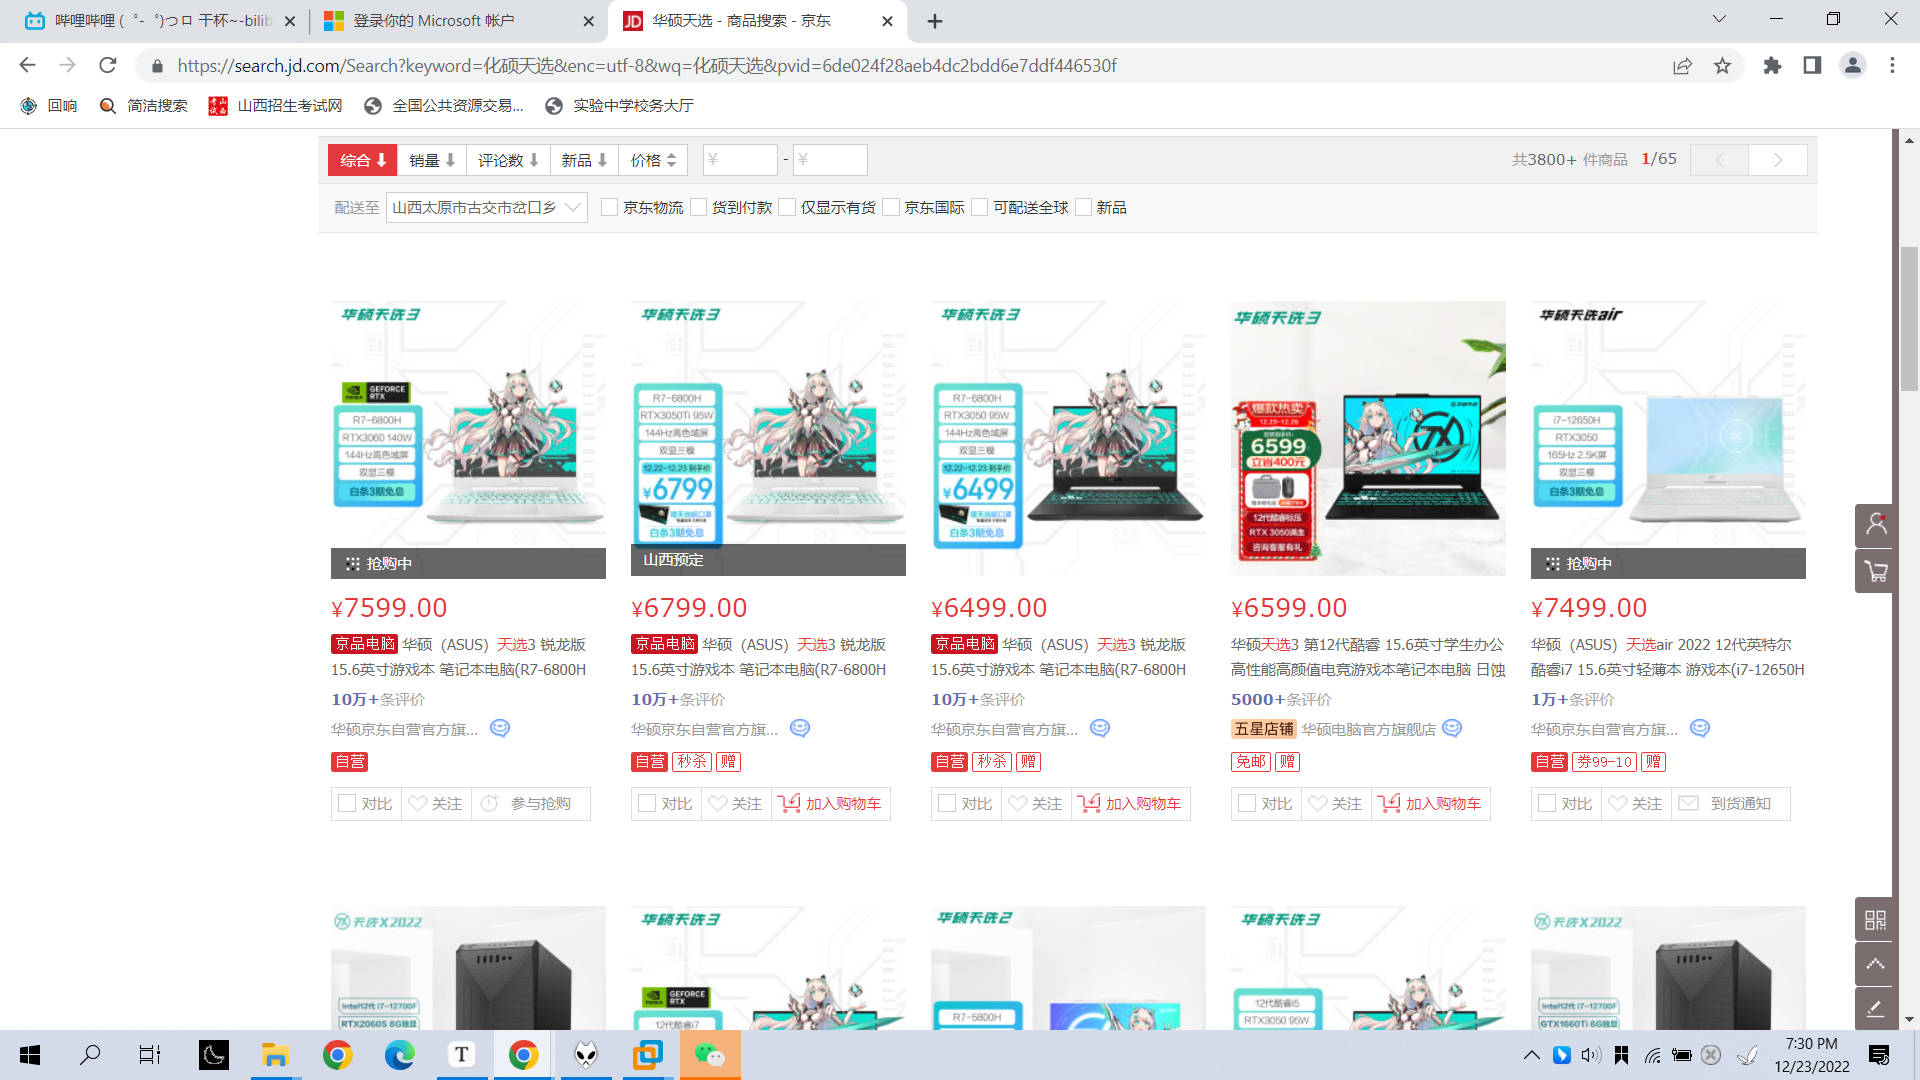 哔哩哔哩 (゜-゜)つロ 干杯~-bilib
登录你的 Microsoft 帐户
华硕天选 - 商品搜索 - 京东
https://search.jd.com/Search?keyword=化硕天选&enc=utf-8&wq=化硕天选&pvid=6de024f28aeb4dc2bdd6e7ddf446530f
回响
简洁搜索
山西招生考试网
全国公共资源交易...
实验中学校务大厅
综合
销量
评论数
新品
价格
¥ - ¥
共3800+ 件商品 1/65
配送至
山西太原市古交市岔口乡
京东物流
货到付款
仅显示有货
京东国际
可配送全球
新品
华硕天选3
GEFORCE RTX
R7-6800H
RTX3060 140W
144Hz高色域屏
双显三模
白条3期免息
抢购中
¥7599.00
京品电脑 华硕（ASUS）天选3 锐龙版
15.6英寸游戏本 笔记本电脑(R7-6800H
10万+条评价
华硕京东自营官方旗...
自营
对比 关注 参与抢购
华硕天选3
R7-6800H
RTX3050Ti 95W
144Hz高色域屏
双显三模
12.22-12.23 到手价
¥6799
白条3期免息
山西预定
¥6799.00
京品电脑 华硕（ASUS）天选3 锐龙版
15.6英寸游戏本 笔记本电脑(R7-6800H
10万+条评价
华硕京东自营官方旗...
自营 秒杀 赠
对比 关注 加入购物车
华硕天选3
R7-6800H
RTX3050 95W
144Hz高色域屏
双显三模
12.22-12.23 到手价
¥6499
白条3期免息
¥6499.00
京品电脑 华硕（ASUS）天选3 锐龙版
15.6英寸游戏本 笔记本电脑(R7-6800H
10万+条评价
华硕京东自营官方旗...
自营 秒杀 赠
对比 关注 加入购物车
华硕天选3
爆款热卖
6599
立省400元
12代酷睿标压
RTX 3050满血
咨询客服有礼
¥6599.00
华硕天选3 第12代酷睿 15.6英寸学生办公
高性能高颜值电竞游戏本笔记本电脑 日蚀
5000+条评价
五星店铺 华硕电脑官方旗舰店
免邮 赠
对比 关注 加入购物车
华硕天选air
i7-12650H
RTX3050
165Hz 2.5K屏
双显三模
白条3期免息
抢购中
¥7499.00
华硕（ASUS）天选air 2022 12代英特尔
酷睿i7 15.6英寸轻薄本 游戏本(i7-12650H
1万+条评价
华硕京东自营官方旗...
自营 券99-10 赠
对比 关注 到货通知
天选X2022
Intel12代 i7-12700F
RTX2060S 8G独显
华硕天选3
GEFORCE RTX
12代酷睿i7
华硕天选2
R7-5800H
华硕天选3
12代酷睿i5
RTX3050 95W
天选X2022
Intel12代 i7-12700F
GTX1660Ti 6G独显
7:30 PM
12/23/2022